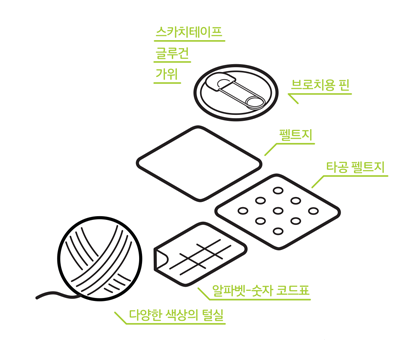 스카치테이프
글루건
가위
브로치용 핀
펠트지
타공 펠트지
알파벳-숫자 코드표
다양한 색상의 털실